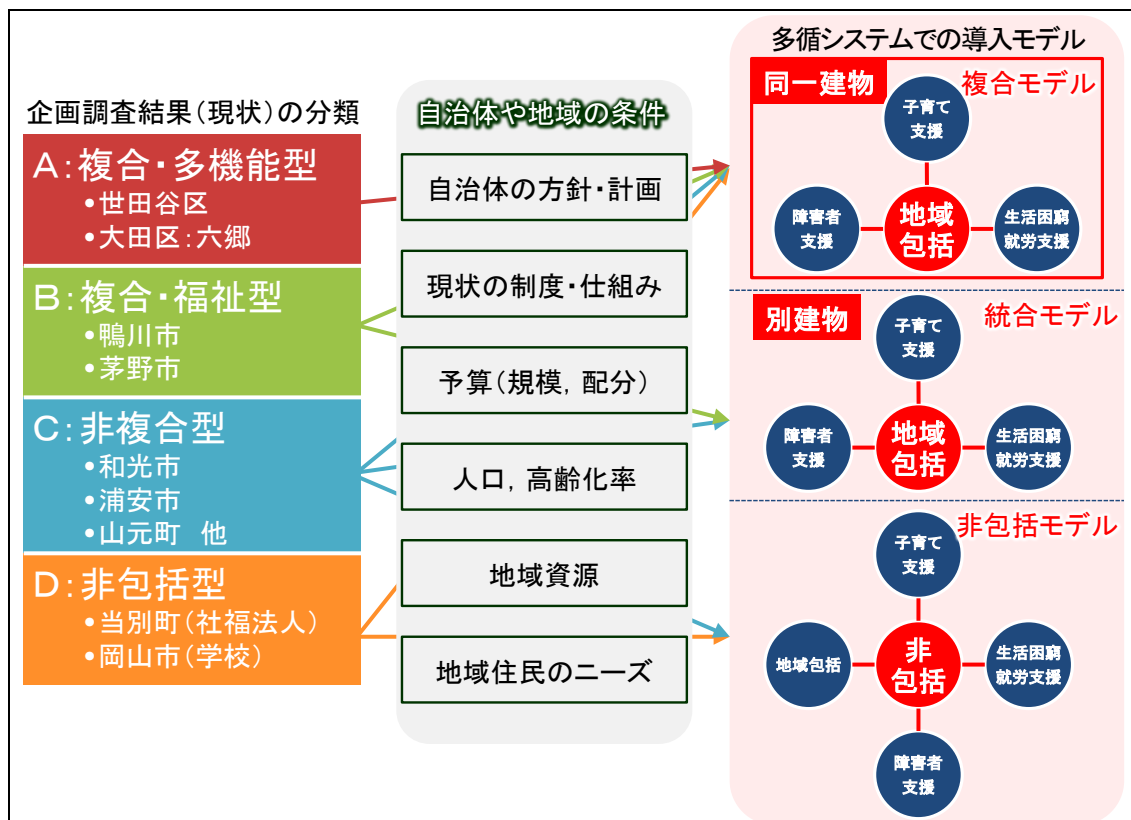 企画調査結果（現状）の分類
A：複合・多機能型
•世田谷区
•大田区：六郷
B：複合・福祉型
•鴨川市
•茅野市
C：非複合型
•和光市
•浦安市
•山元町 他
D：非包括型
•当別町（社福法人）
•岡山市（学校）
自治体や地域の条件
自治体の方針・計画
現状の制度・仕組み
予算（規模，配分）
人口，高齢化率
地域資源
地域住民のニーズ
多循システムでの導入モデル
同一建物
複合モデル
子育て
支援
障害者
支援
地域
包括
生活困窮
就労支援
別建物
統合モデル
子育て
支援
障害者
支援
地域
包括
生活困窮
就労支援
非包括モデル
子育て
支援
地域包括
非
包括
生活困窮
就労支援
障害者
支援